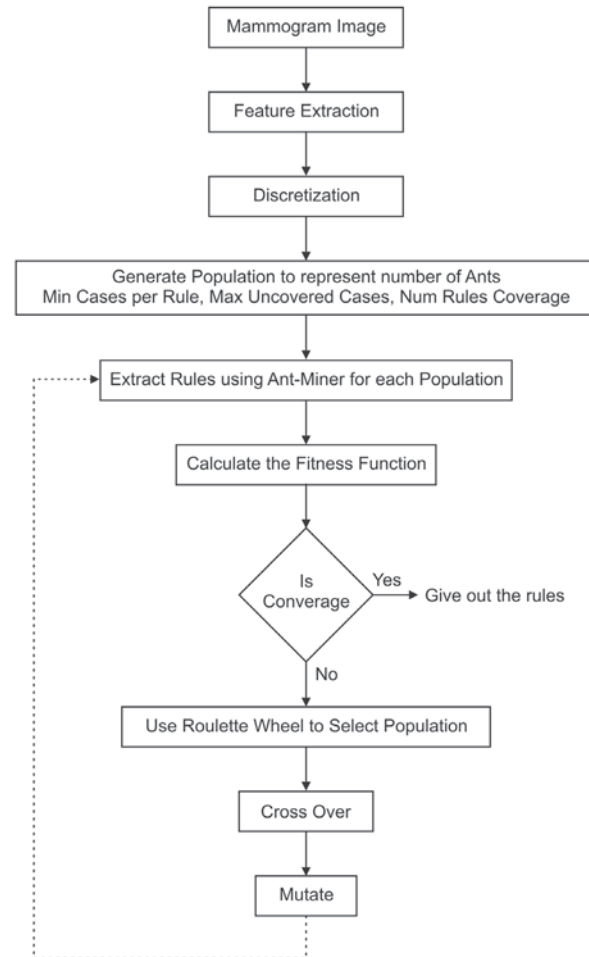 Mammogram Image
Feature Extraction
Discretization
Generate Population to represent number of Ants
Min Cases per Rule, Max Uncovered Cases, Num Rules Coverage
Extract Rules using Ant-Miner for each Population
Calculate the Fitness Function
Is
Converage
Yes
Give out the rules
No
Use Roulette Wheel to Select Population
Cross Over
Mutate